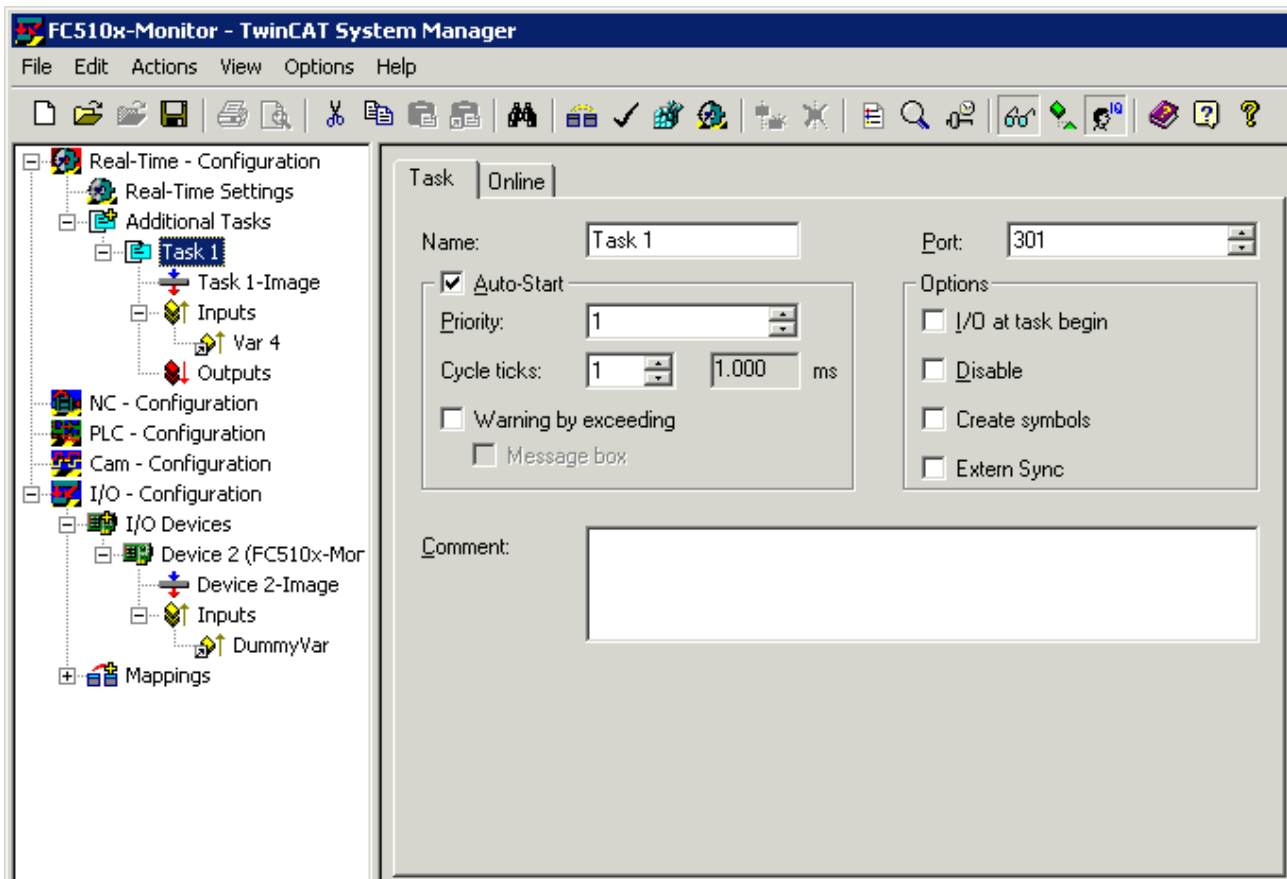 FC510x-Monitor - TwinCAT System Manager
File Edit Actions View Options Help
Real-Time - Configuration
Real-Time Settings
Additional Tasks
Task 1
Task 1-Image
Inputs
Var 4
Outputs
NC - Configuration
PLC - Configuration
Cam - Configuration
I/O - Configuration
I/O Devices
Device 2 (FC510x-Mor
Device 2-Image
Inputs
DummyVar
Mappings
Task Online
Name: Task 1
Port: 301
Auto-Start
Priority: 1
Cycle ticks: 1 1.000 ms
Warning by exceeding
Message box
Options
I/O at task begin
Disable
Create symbols
Extern Sync
Comment: